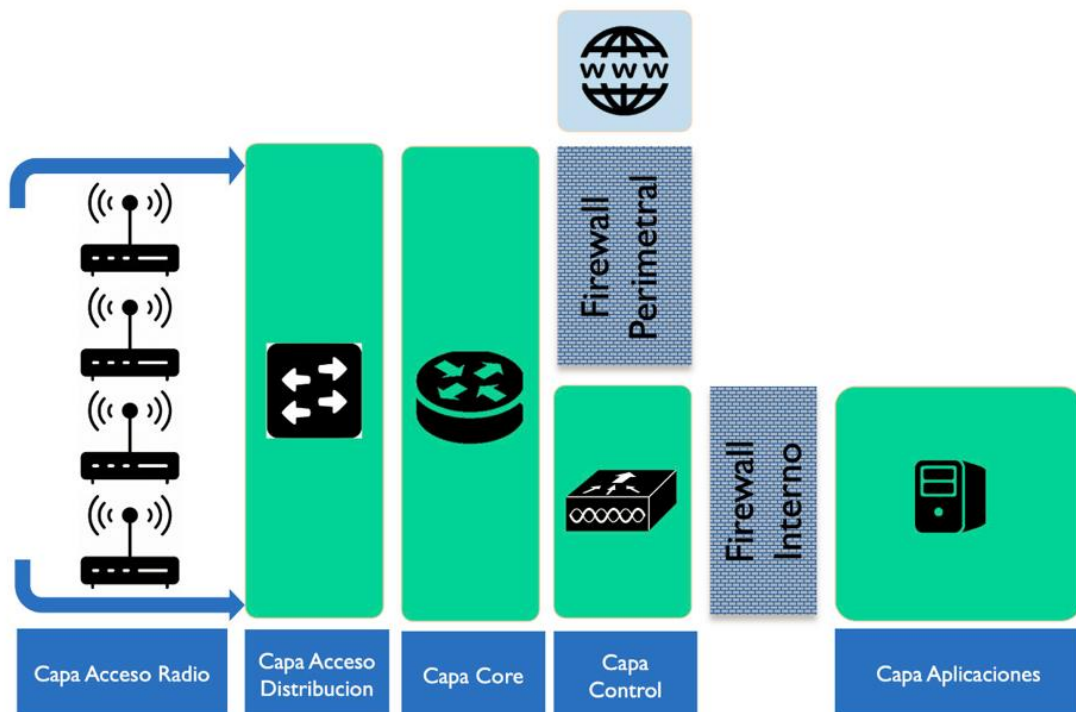 WWW
Firewall
Perimetral
Firewall
Interno
Capa Acceso Radio
Capa Acceso
Distribucion
Capa Core
Capa
Control
Capa Aplicaciones